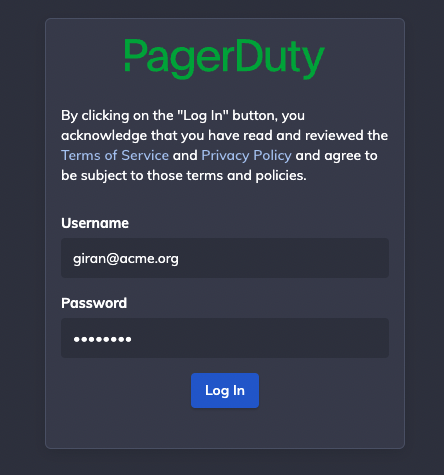 PagerDuty
By clicking on the "Log In" button, you
acknowledge that you have read and reviewed the
Terms of Service and Privacy Policy and agree to
be subject to those terms and policies.
Username
giran@acme.org
Password
••••••••
Log In